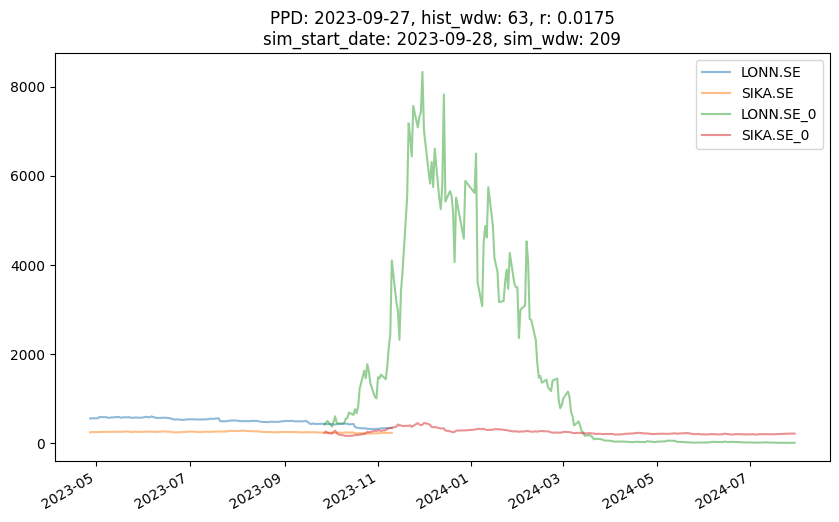 PPD: 2023-09-27, hist_wdw: 63, r: 0.0175
sim_start_date: 2023-09-28, sim_wdw: 209
LONN.SE
SIKA.SE
LONN.SE_0
SIKA.SE_0
8000
6000
4000
2000
0
2023-05
2023-07
2023-09
2023-11
2024-01
2024-03
2024-05
2024-07